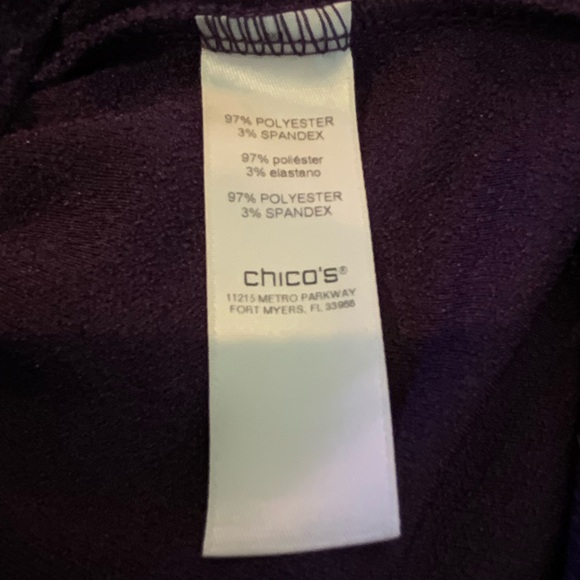 97% POLYESTER
3% SPANDEX
97% poliéster
3% elastano
97% POLYESTER
3% SPANDEX
chico's®
11215 METRO PARKWAY
FORT MYERS, FL 33966